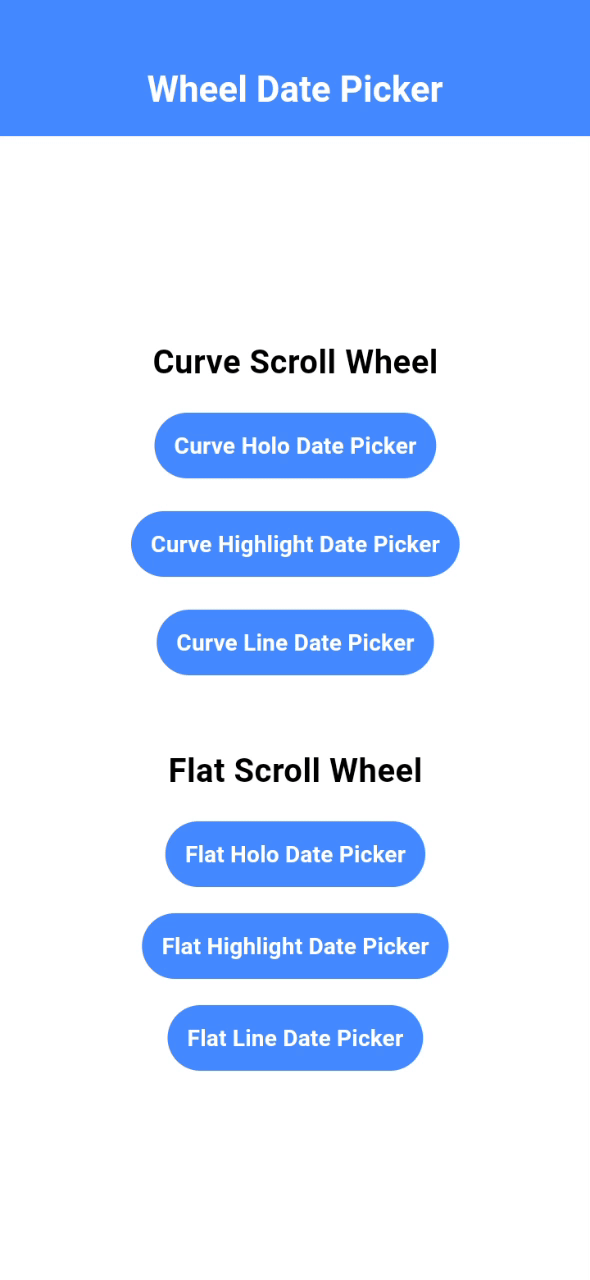 Wheel Date Picker
Curve Scroll Wheel
Curve Holo Date Picker
Curve Highlight Date Picker
Curve Line Date Picker
Flat Scroll Wheel
Flat Holo Date Picker
Flat Highlight Date Picker
Flat Line Date Picker